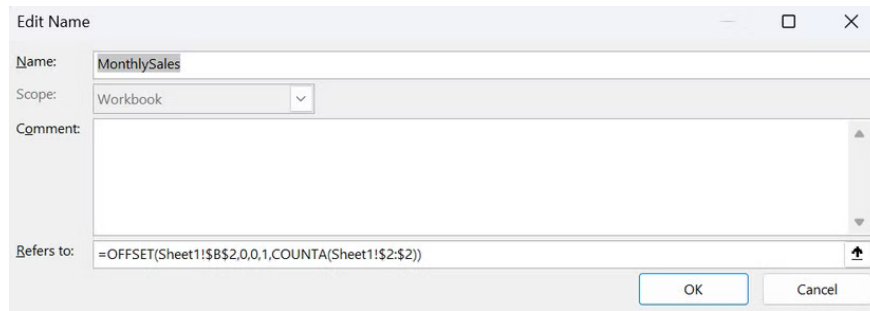 Edit Name
Name: MonthlySales
Scope: Workbook
Comment:
Refers to: =OFFSET(Sheet1!$B$2,0,0,1,COUNTA(Sheet1!$2:$2))
OK Cancel